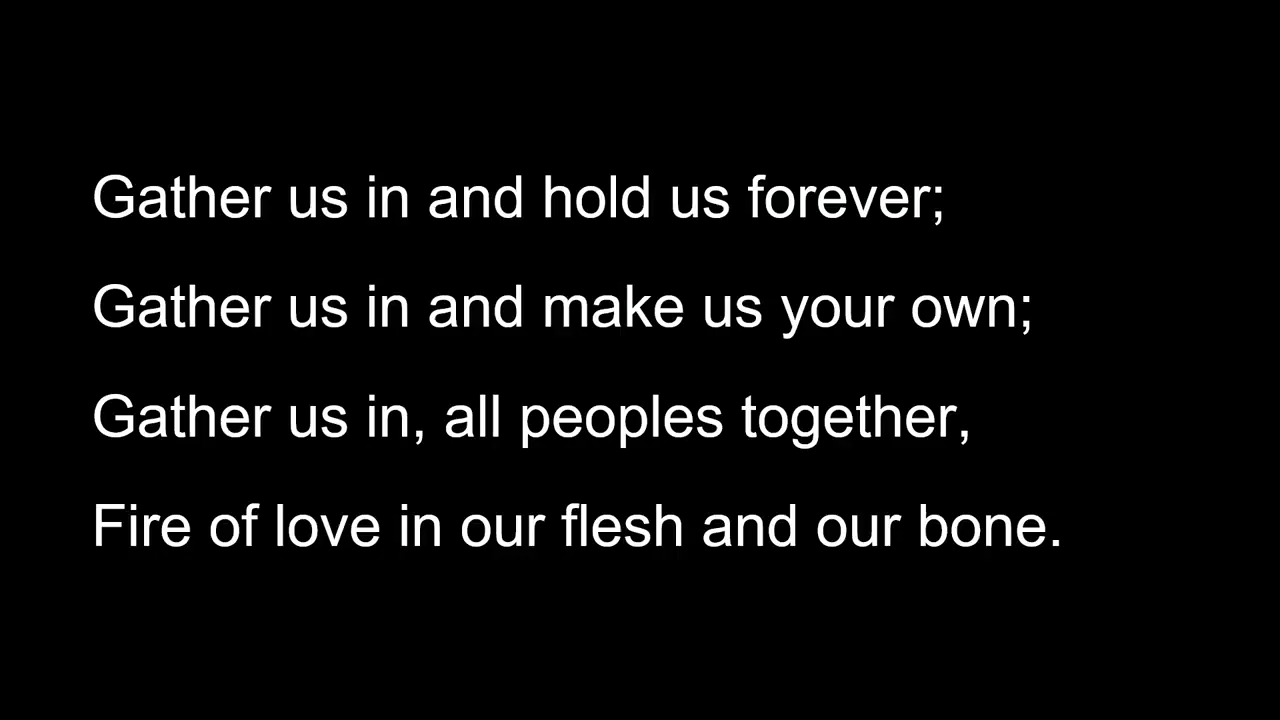 Gather us in and hold us forever;
Gather us in and make us your own;
Gather us in, all peoples together,
Fire of love in our flesh and our bone.